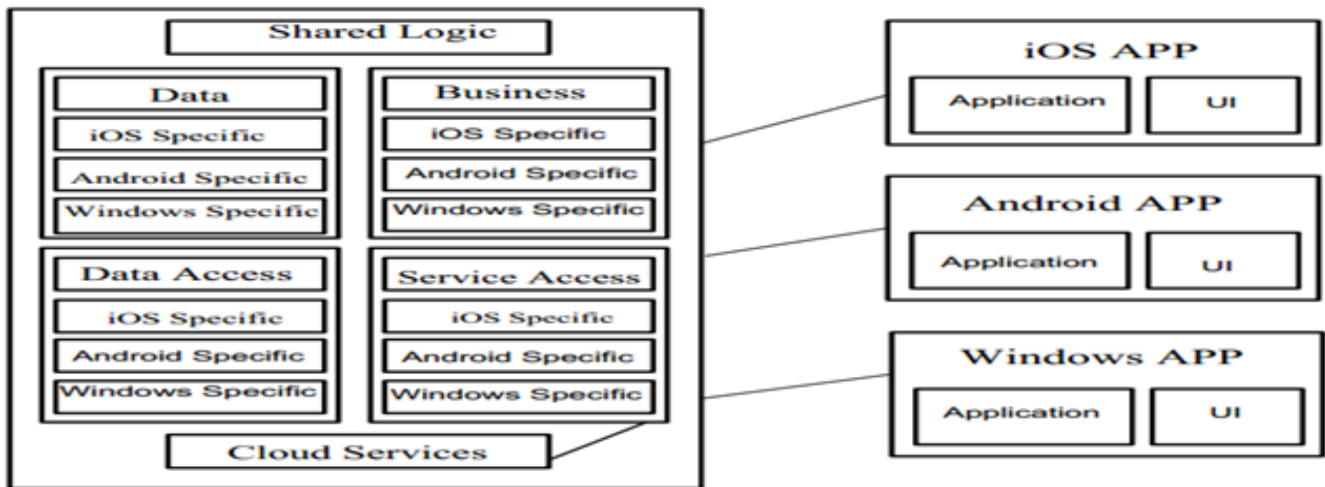 Shared Logic
Data
iOS Specific
Android Specific
Windows Specific
Business
iOS Specific
Android Specific
Windows Specific
Data Access
iOS Specific
Android Specific
Windows Specific
Service Access
iOS Specific
Android Specific
Windows Specific
Cloud Services
iOS APP
Application
UI
Android APP
Application
UI
Windows APP
Application
UI